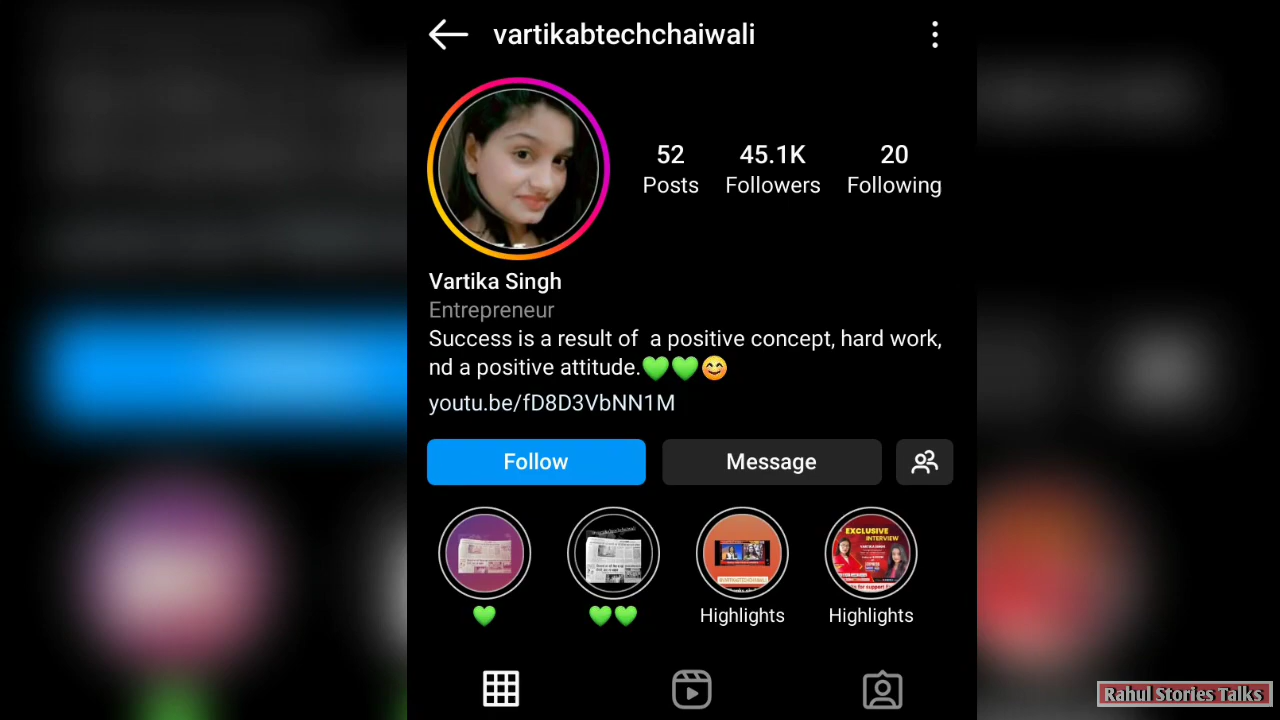 vartikabtechchaiwali
52 45.1K 20
Posts Followers Following
Vartika Singh
Entrepreneur
Success is a result of a positive concept, hard work,
nd a positive attitude.💚💚😊
youtu.be/fD8D3VbNN1M
Follow Message
EXCLUSIVE
INTERVIEW
💚 💚💚 Highlights Highlights
Rahul Stories Talks